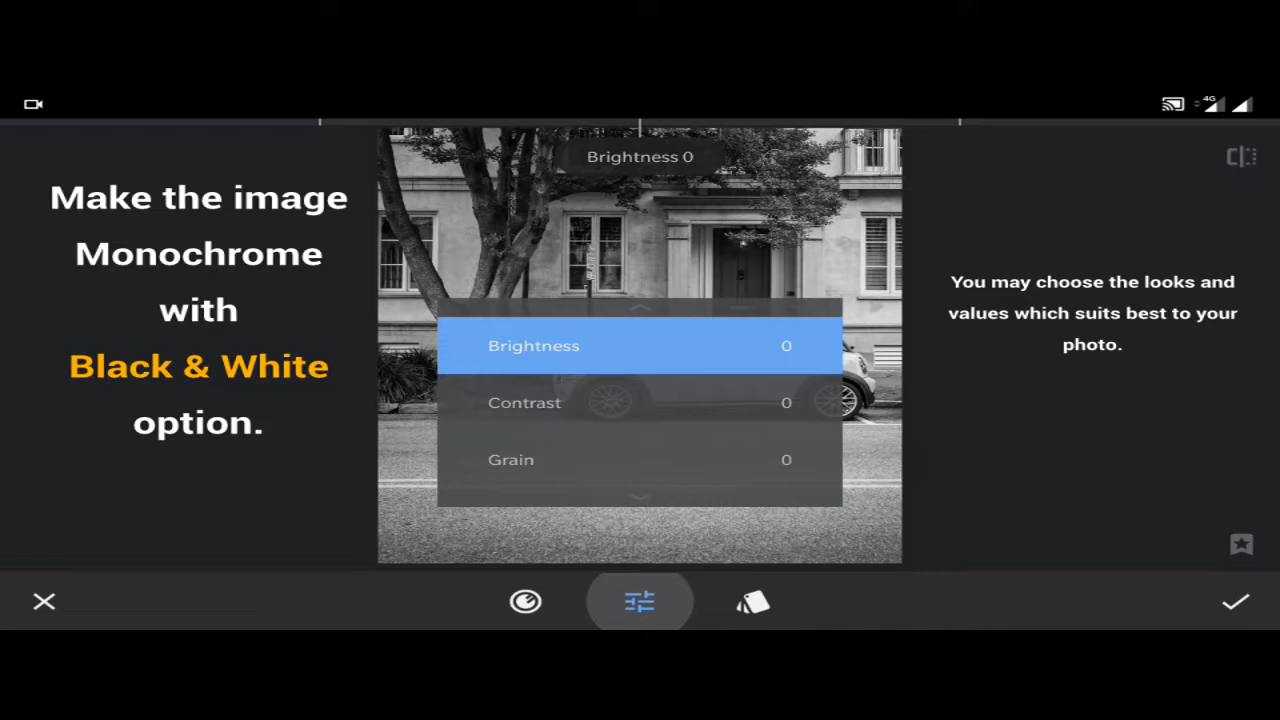 4G
Brightness 0
Make the image
Monochrome
with
Black & White
option.
Brightness 0
Contrast 0
Grain 0
You may choose the looks and
values which suits best to your
photo.